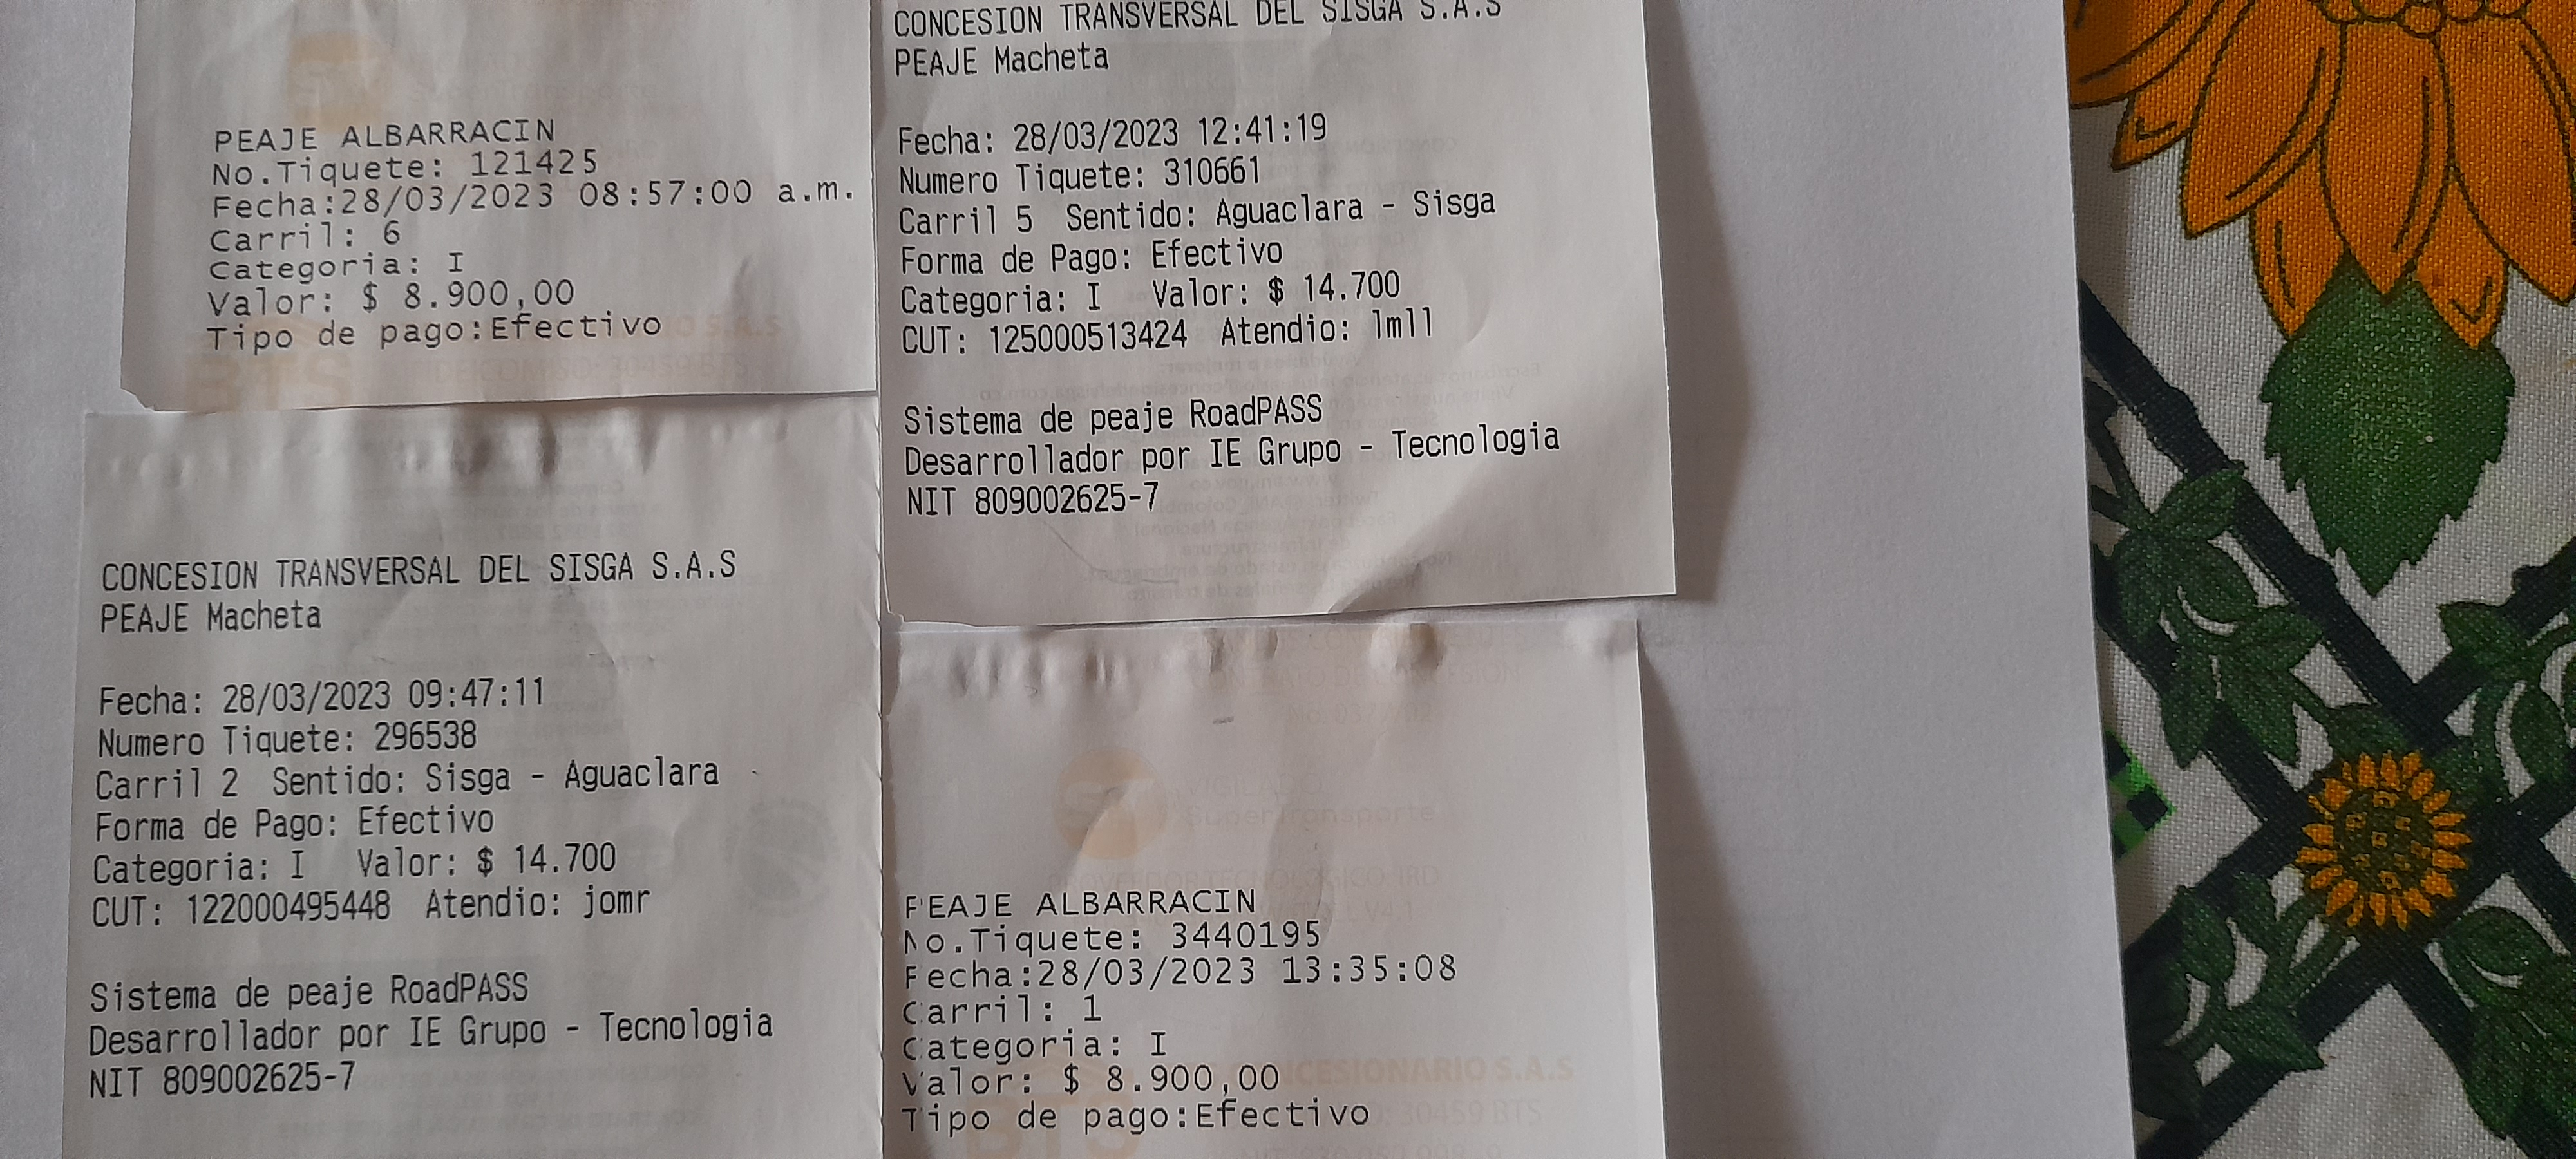 PEAJE ALBARRACIN
No.Tiquete: 121425
Fecha:28/03/2023 08:57:00 a.m.
Carril: 6
Categoria: I
Valor: $ 8.900,00
Tipo de pago:Efectivo
BTS
CONCESION TRANSVERSAL DEL SISGA S.A.S
PEAJE Macheta
Fecha: 28/03/2023 09:47:11
Numero Tiquete: 296538
Carril 2 Sentido: Sisga - Aguaclara
Forma de Pago: Efectivo
Categoria: I Valor: $ 14.700
CUT: 122000495448 Atendio: jomr
Sistema de peaje RoadPASS
Desarrollador por IE Grupo - Tecnologia
NIT 809002625-7
CONCESION TRANSVERSAL DEL SISGA S.A.S
PEAJE Macheta
Fecha: 28/03/2023 12:41:19
Numero Tiquete: 310661
Carril 5 Sentido: Aguaclara - Sisga
Forma de Pago: Efectivo
Categoria: I Valor: $ 14.700
CUT: 125000513424 Atendio: lmll
Sistema de peaje RoadPASS
Desarrollador por IE Grupo - Tecnologia
NIT 809002625-7
SuperTransporte
PEAJE ALBARRACIN
No.Tiquete: 3440195
Fecha:28/03/2023 13:35:08
Carril: 1
Categoria: I
Valor: $ 8.900,00
Tipo de pago:Efectivo